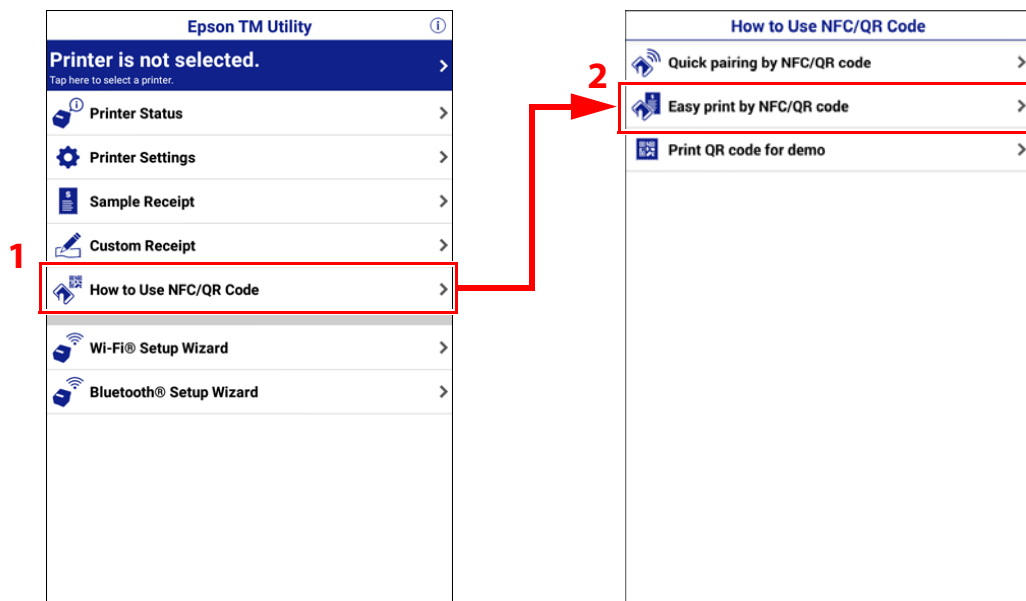 Epson TM Utility
Printer is not selected.
Tap here to select a printer.
Printer Status
Printer Settings
Sample Receipt
Custom Receipt
1
How to Use NFC/QR Code
Wi-Fi® Setup Wizard
Bluetooth® Setup Wizard
How to Use NFC/QR Code
Quick pairing by NFC/QR code
2
Easy print by NFC/QR code
Print QR code for demo